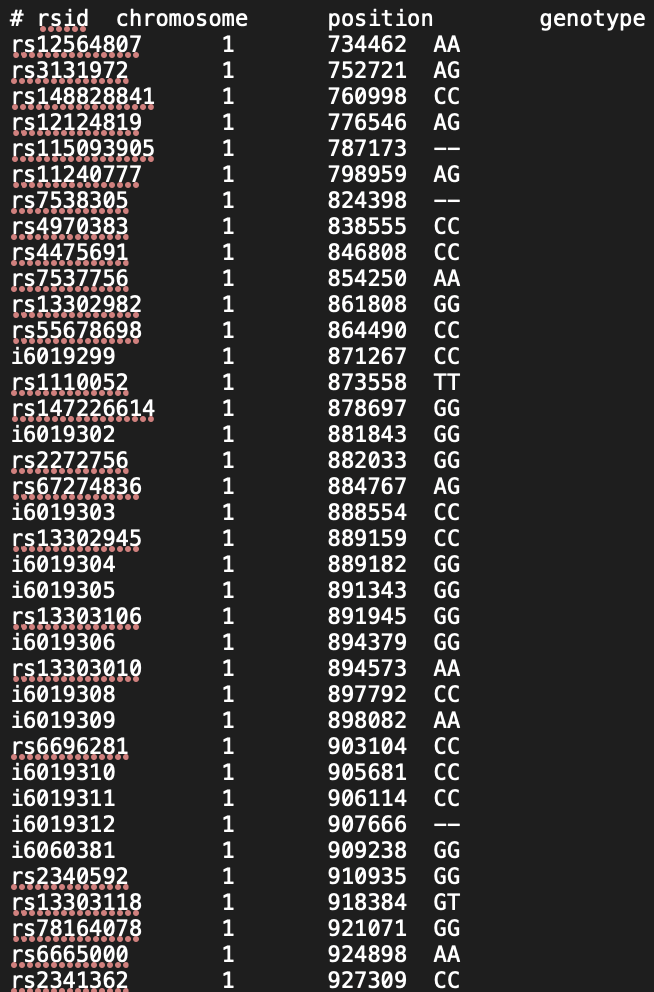 # rsid chromosome position genotype
rs12564807 1 734462 AA
rs3131972 1 752721 AG
rs148828841 1 760998 CC
rs12124819 1 776546 AG
rs115093905 1 787173 --
rs11240777 1 798959 AG
rs7538305 1 824398 --
rs4970383 1 838555 CC
rs4475691 1 846808 CC
rs7537756 1 854250 AA
rs13302982 1 861808 GG
rs55678698 1 864490 CC
i6019299 1 871267 CC
rs1110052 1 873558 TT
rs147226614 1 878697 GG
i6019302 1 881843 GG
rs2272756 1 882033 GG
rs67274836 1 884767 AG
i6019303 1 888554 CC
rs13302945 1 889159 CC
i6019304 1 889182 GG
i6019305 1 891343 GG
rs13303106 1 891945 GG
i6019306 1 894379 GG
rs13303010 1 894573 AA
i6019308 1 897792 CC
i6019309 1 898082 AA
rs6696281 1 903104 CC
i6019310 1 905681 CC
i6019311 1 906114 CC
i6019312 1 907666 --
i6060381 1 909238 GG
rs2340592 1 910935 GG
rs13303118 1 918384 GT
rs78164078 1 921071 GG
rs6665000 1 924898 AA
rs2341362 1 927309 CC